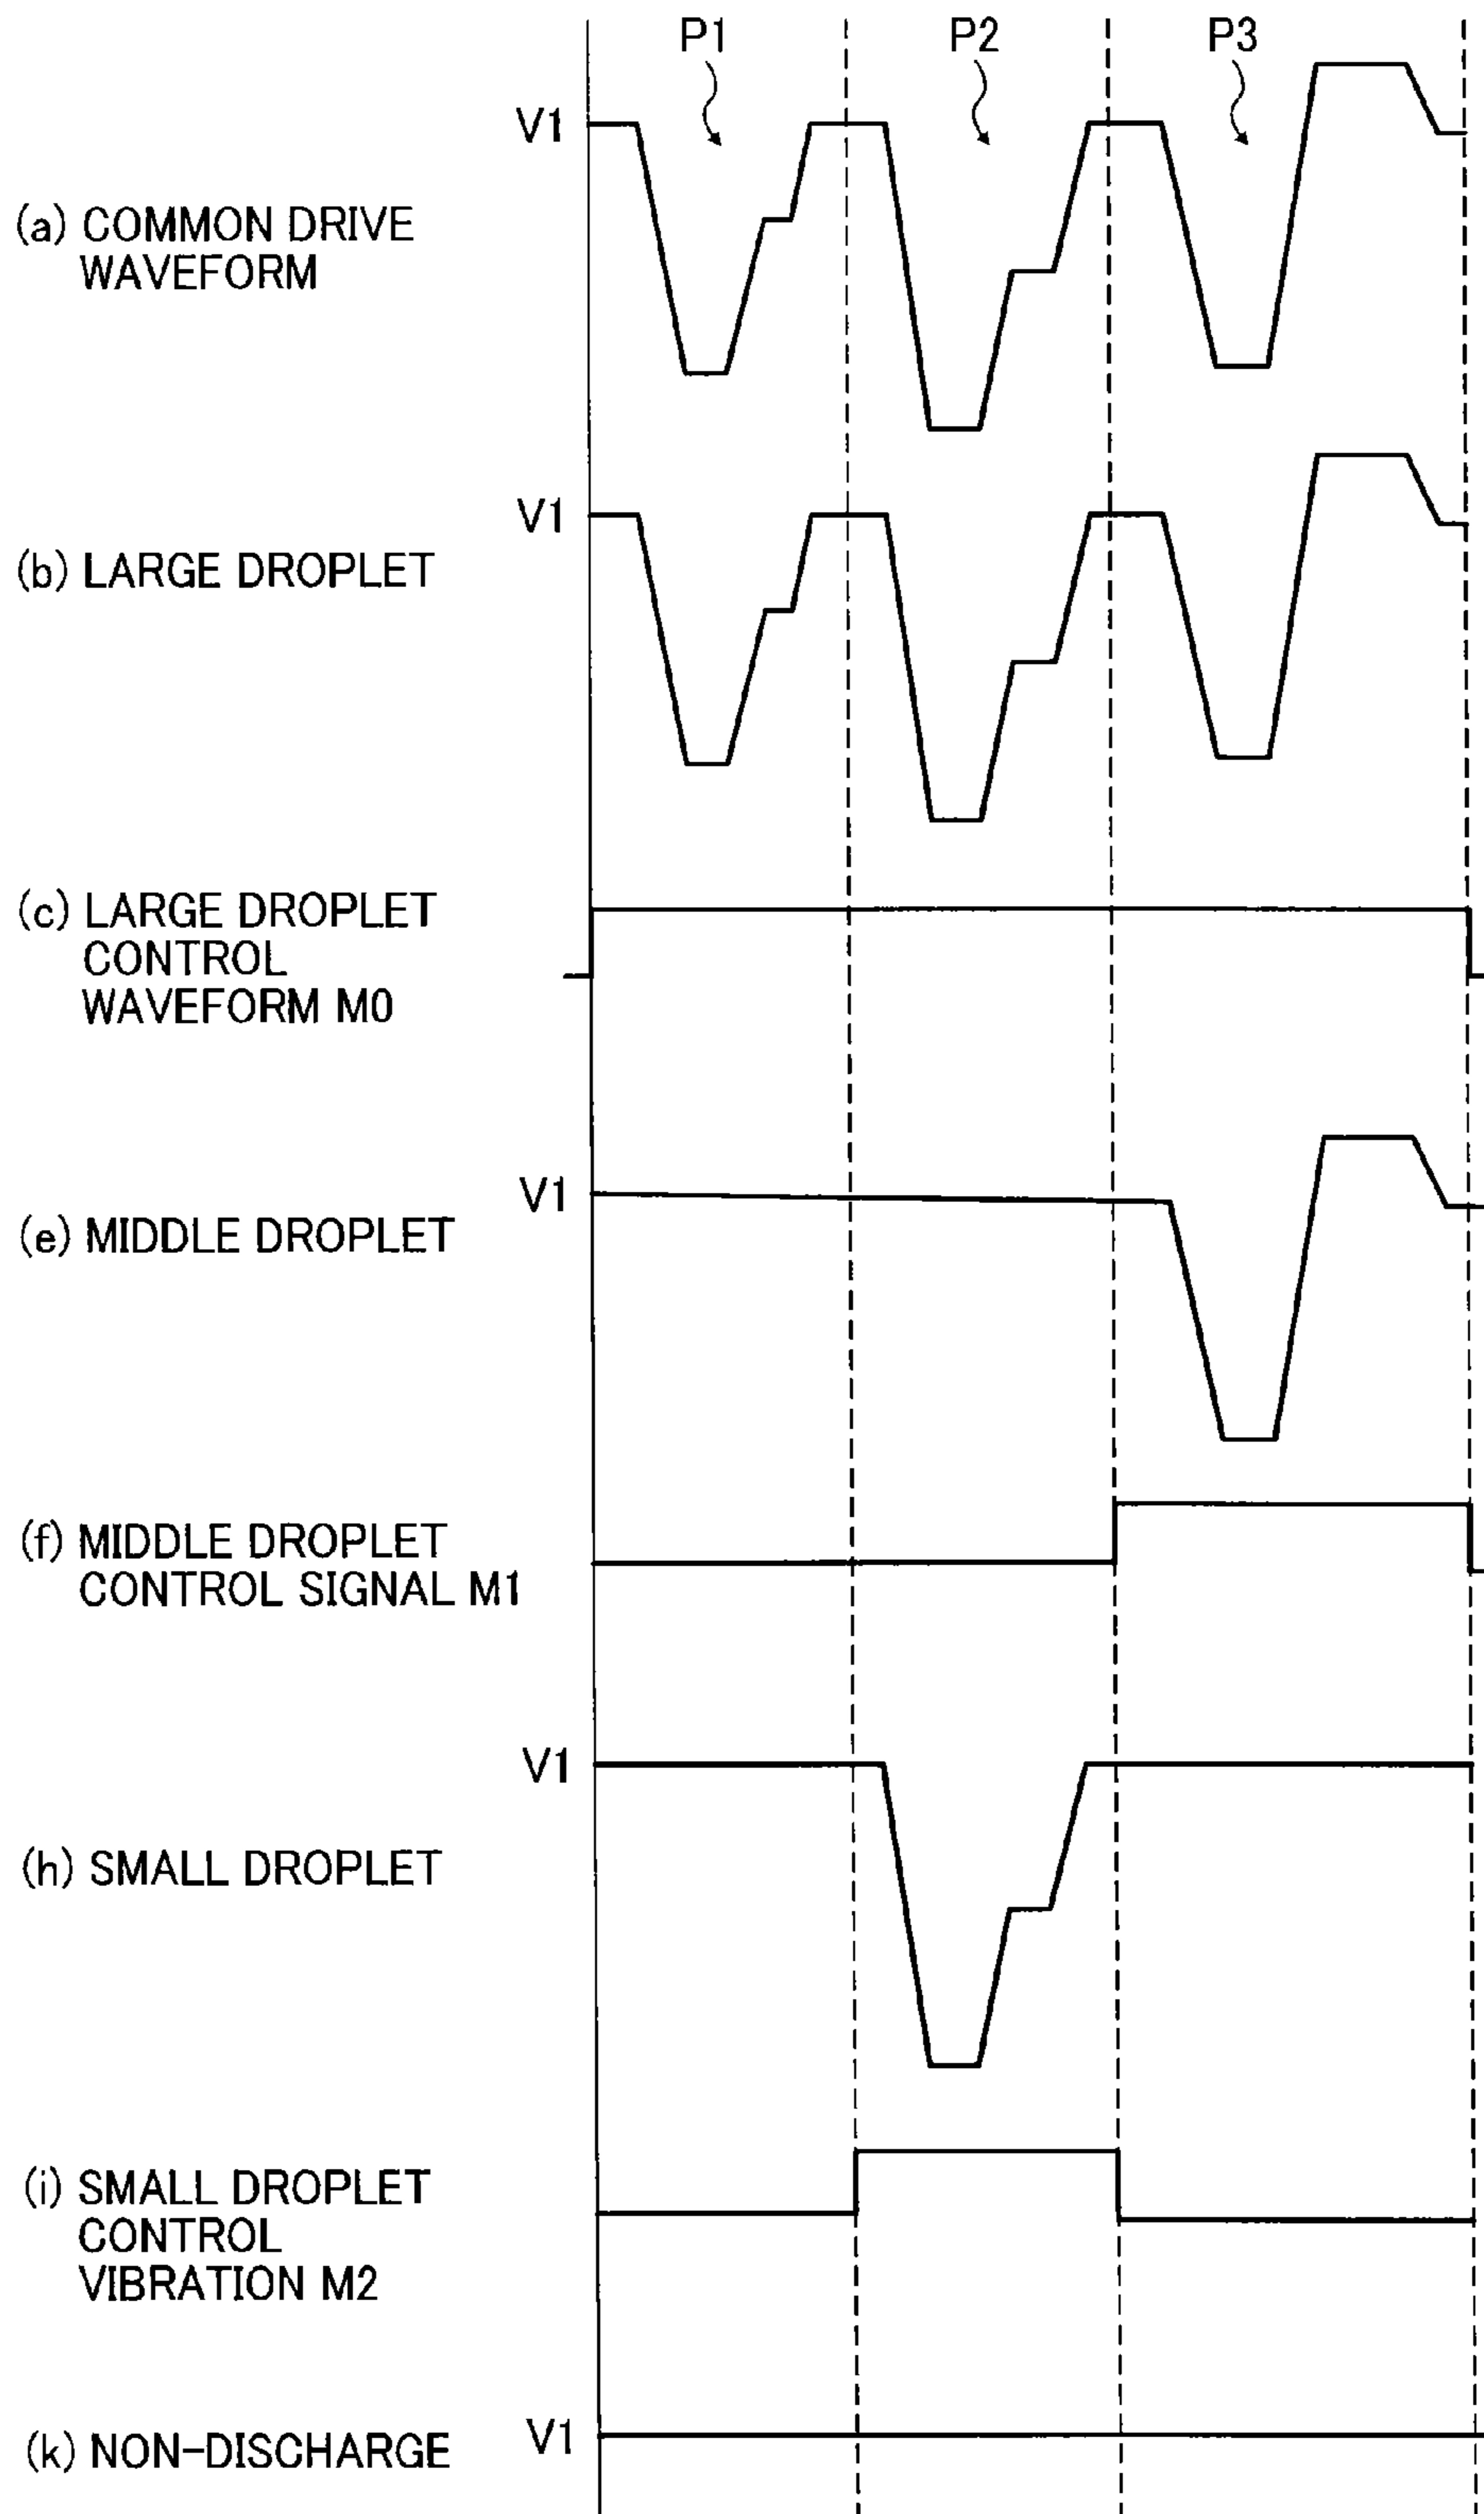 P1 P2 P3
V1
(a) COMMON DRIVE
WAVEFORM
V1
(b) LARGE DROPLET
(c) LARGE DROPLET
CONTROL
WAVEFORM M0
V1
(e) MIDDLE DROPLET
(f) MIDDLE DROPLET
CONTROL SIGNAL M1
V1
(h) SMALL DROPLET
(i) SMALL DROPLET
CONTROL
VIBRATION M2
V1
(k) NON-DISCHARGE